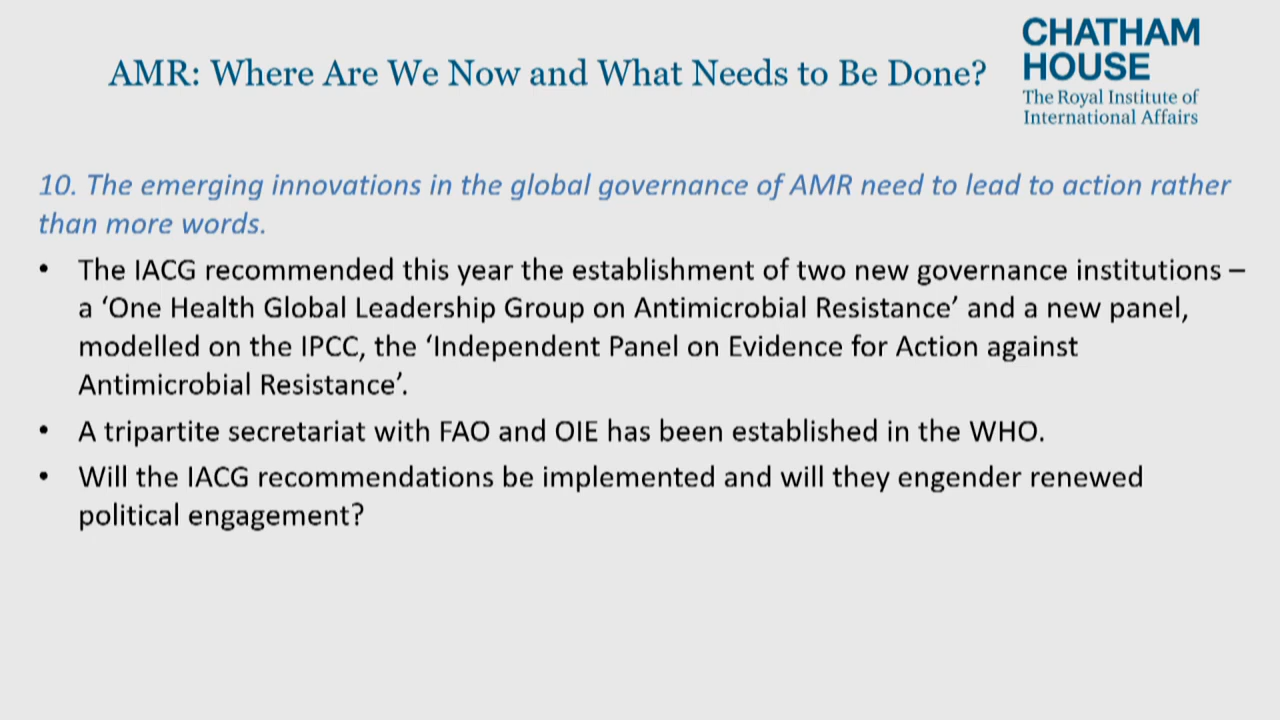 AMR: Where Are We Now and What Needs to Be Done?
CHATHAM
HOUSE
The Royal Institute of
International Affairs
10. The emerging innovations in the global governance of AMR need to lead to action rather
than more words.
• The IACG recommended this year the establishment of two new governance institutions –
a ‘One Health Global Leadership Group on Antimicrobial Resistance’ and a new panel,
modelled on the IPCC, the ‘Independent Panel on Evidence for Action against
Antimicrobial Resistance’.
• A tripartite secretariat with FAO and OIE has been established in the WHO.
• Will the IACG recommendations be implemented and will they engender renewed
political engagement?